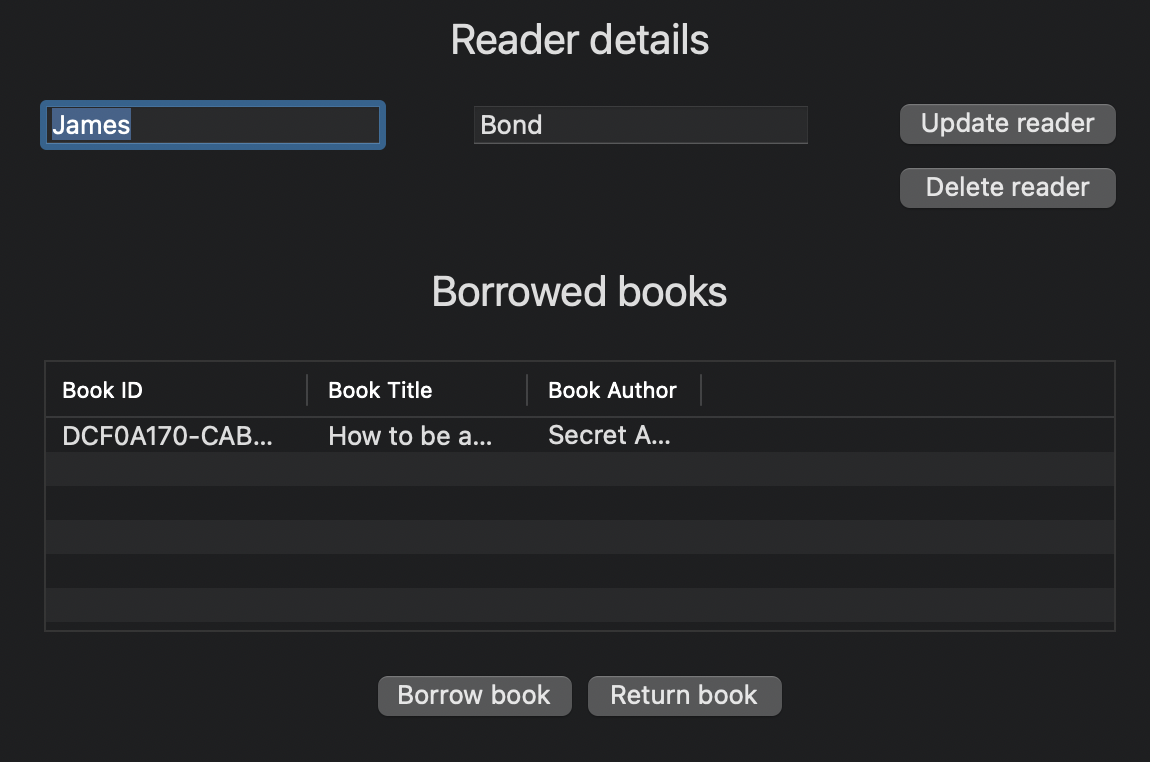 Reader details
James Bond Update reader
Delete reader
Borrowed books
Book ID Book Title Book Author
DCF0A170-CAB... How to be a... Secret A...
Borrow book Return book